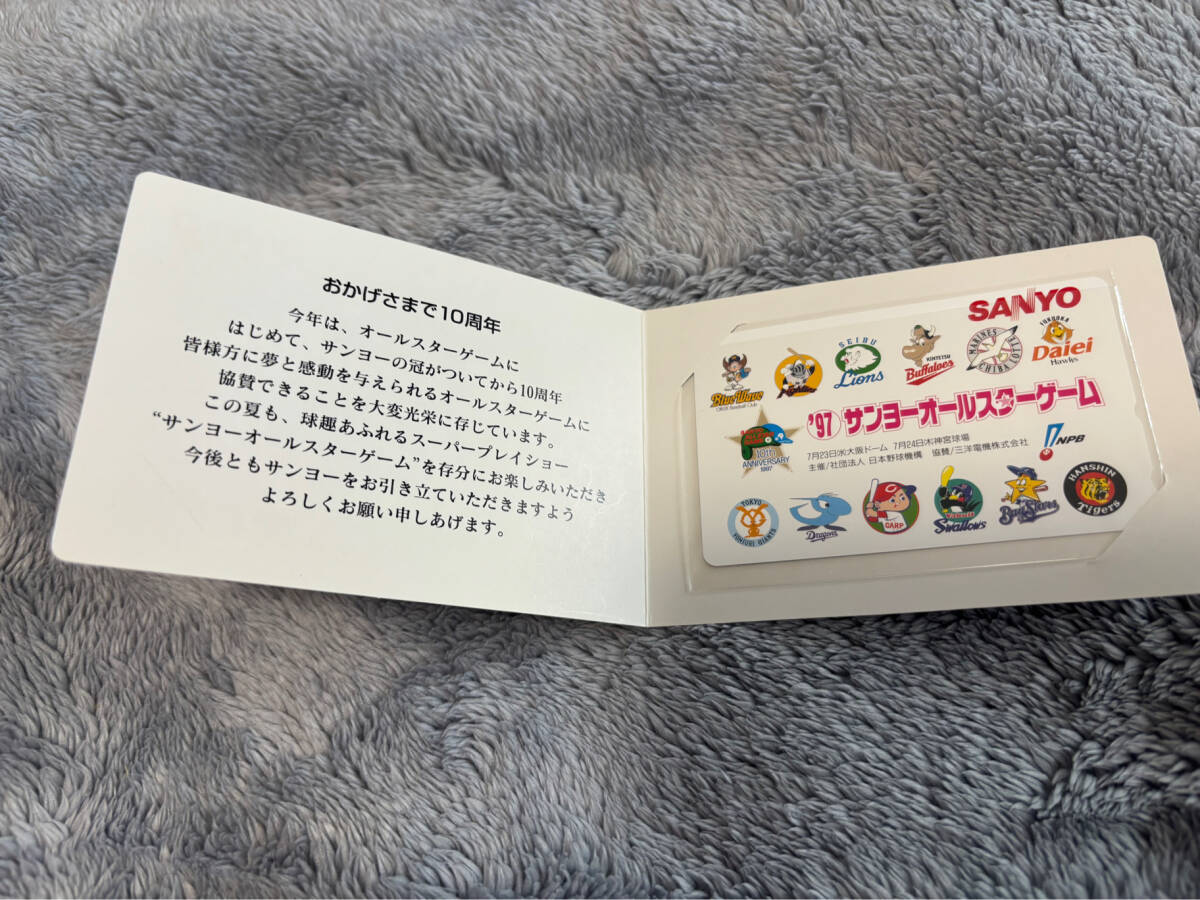 おかげさまで10周年
今年は、オールスターゲームに
はじめて、サンヨーの冠がついてから10周年
皆様方に夢と感動を与えられるオールスターゲームに
協賛できることを大変光栄に存じています。
この夏も、球趣あふれるスーパープレイショー
“サンヨーオールスターゲーム”を存分にお楽しみいただき
今後ともサンヨーをお引き立ていただきますよう
よろしくお願い申しあげます。
SANYO
Blue Wave
ORIX Baseball Club
Fighters
SEIBU
Lions
KINTETSU
Buffaloes
MARINES
CHIBA LOTTE
FUKUOKA
Daiei
Hawks
'97 サンヨーオールスターゲーム
10th
ANNIVERSARY
1997
7月23日㈬大阪ドーム 7月24日㈭神宮球場
主催/社団法人 日本野球機構 協賛/三洋電機株式会社
NPB
TOKYO
YOMIURI GIANTS
Dragons
CARP
Swallows
BayStars
HANSHIN
Tigers